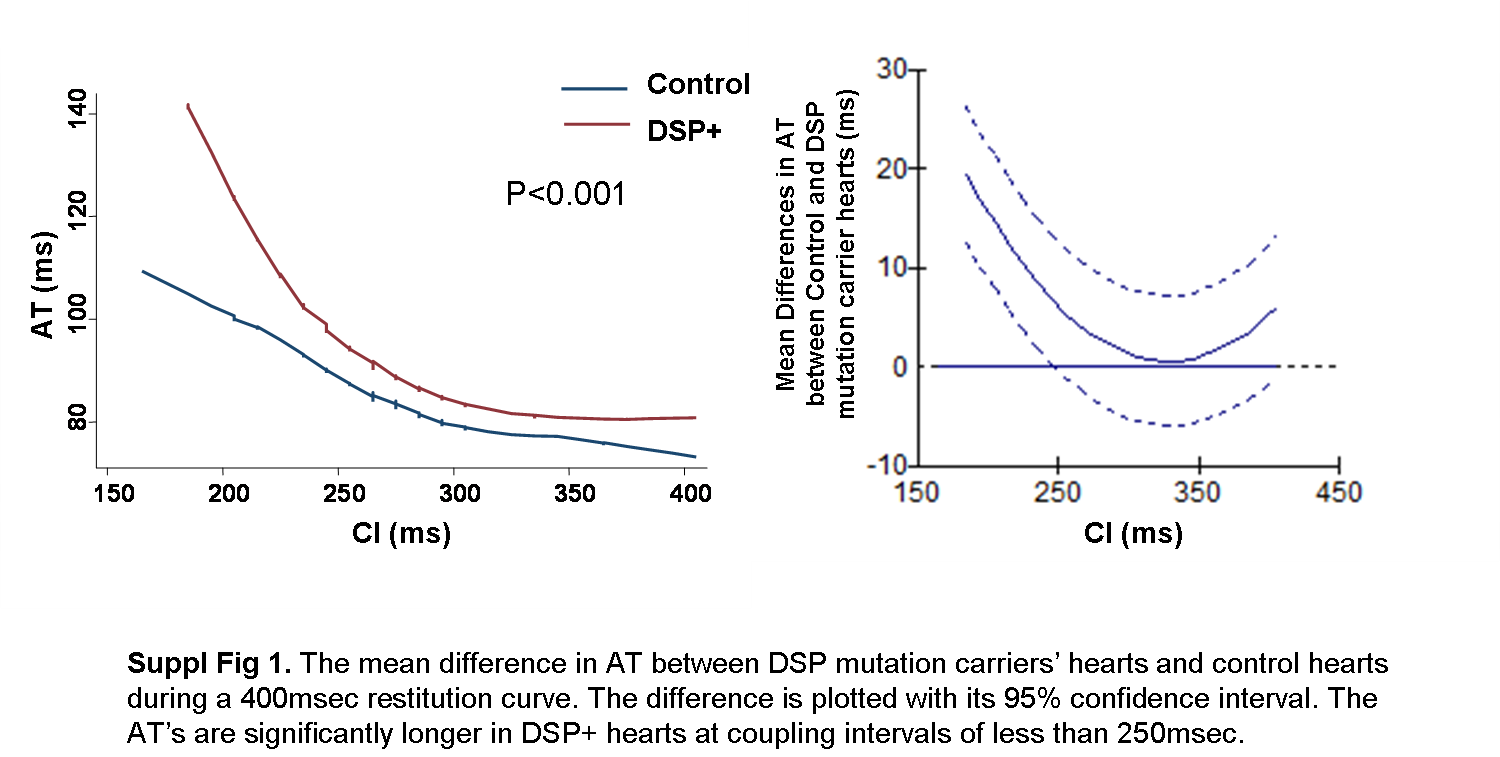 Control
DSP+
P<0.001
AT (ms)
140
120
100
80
150 200 250 300 350 400
CI (ms)
Mean Differences in AT
between Control and DSP
mutation carrier hearts (ms)
30
20
10
0
-10
150 250 350 450
CI (ms)
Suppl Fig 1. The mean difference in AT between DSP mutation carriers’ hearts and control hearts
during a 400msec restitution curve. The difference is plotted with its 95% confidence interval. The
AT’s are significantly longer in DSP+ hearts at coupling intervals of less than 250msec.